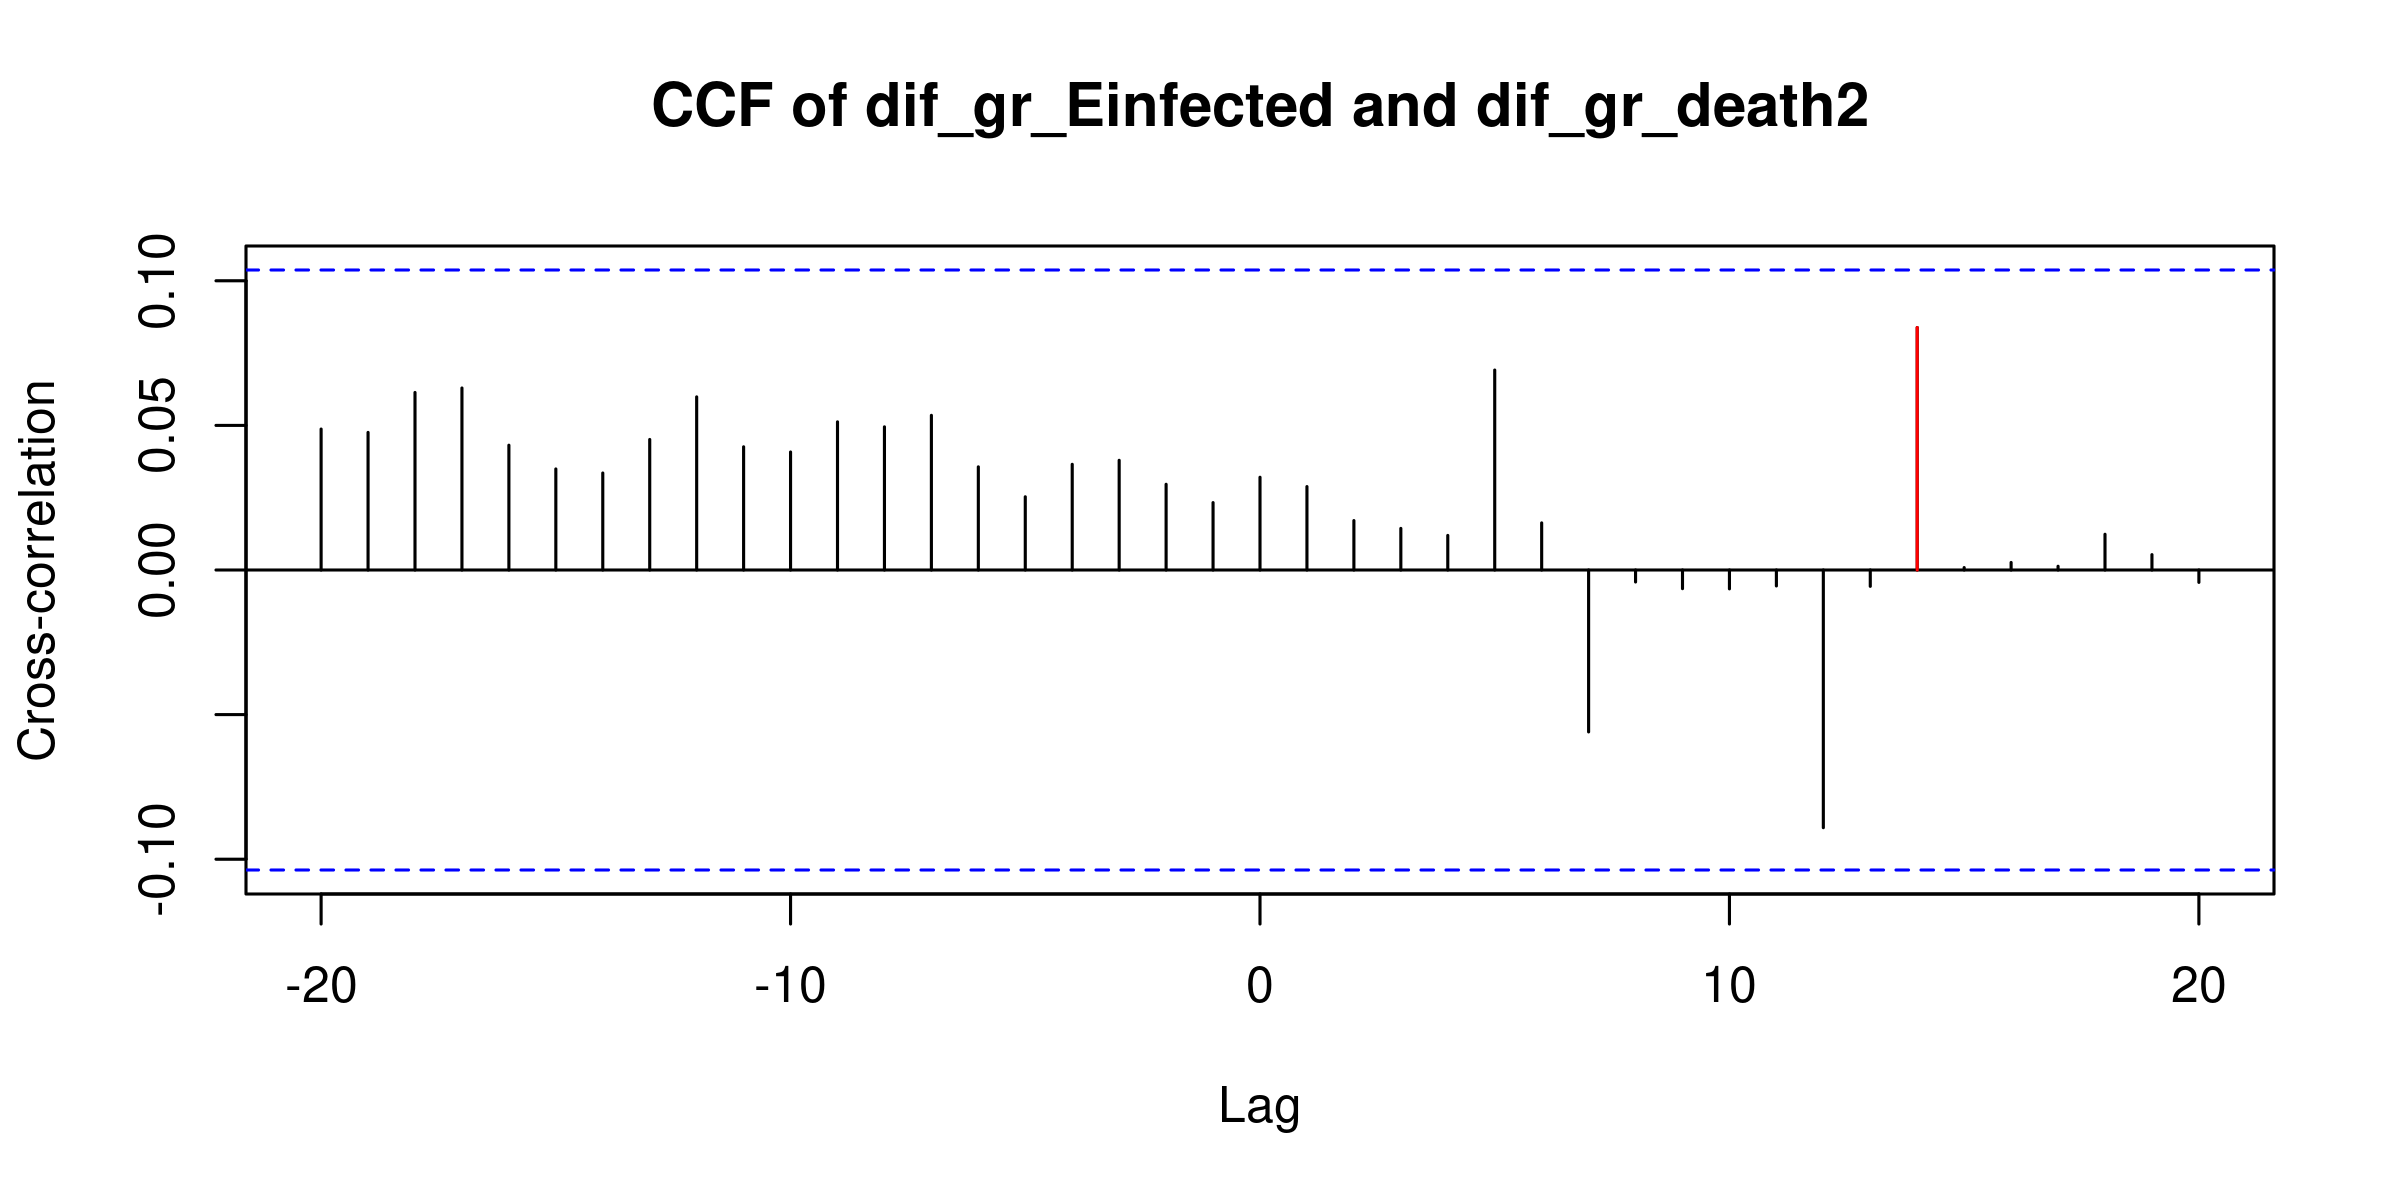 CCF of dif_gr_Einfected and dif_gr_death2
Cross-correlation
0.10
0.05
0.00
-0.10
-20 -10 0 10 20
Lag